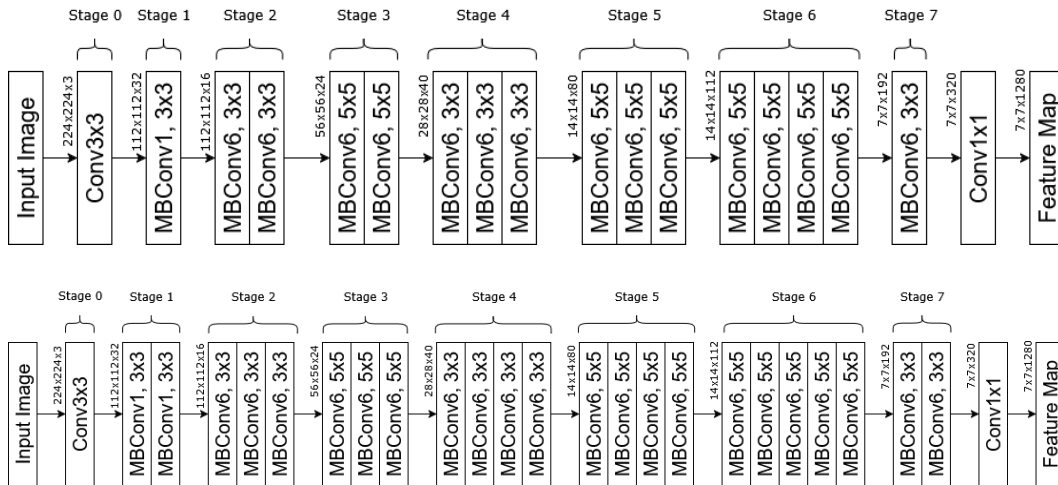 Stage 0
Stage 1
Stage 2
Stage 3
Stage 4
Stage 5
Stage 6
Stage 7
Input Image
224x224x3
Conv3x3
112x112x32
MBConv1, 3x3
112x112x16
MBConv6, 3x3
MBConv6, 3x3
56x56x24
MBConv6, 5x5
MBConv6, 5x5
28x28x40
MBConv6, 3x3
MBConv6, 3x3
MBConv6, 3x3
14x14x80
MBConv6, 5x5
MBConv6, 5x5
MBConv6, 5x5
14x14x112
MBConv6, 5x5
MBConv6, 5x5
MBConv6, 5x5
MBConv6, 5x5
7x7x192
MBConv6, 3x3
7x7x320
Conv1x1
7x7x1280
Feature Map
Stage 0
Stage 1
Stage 2
Stage 3
Stage 4
Stage 5
Stage 6
Stage 7
Input Image
224x224x3
Conv3x3
112x112x32
MBConv1, 3x3
MBConv1, 3x3
112x112x16
MBConv6, 3x3
MBConv6, 3x3
MBConv6, 3x3
56x56x24
MBConv6, 5x5
MBConv6, 5x5
MBConv6, 5x5
28x28x40
MBConv6, 3x3
MBConv6, 3x3
MBConv6, 3x3
MBConv6, 3x3
14x14x80
MBConv6, 5x5
MBConv6, 5x5
MBConv6, 5x5
MBConv6, 5x5
14x14x112
MBConv6, 5x5
MBConv6, 5x5
MBConv6, 5x5
MBConv6, 5x5
MBConv6, 5x5
7x7x192
MBConv6, 3x3
MBConv6, 3x3
7x7x320
Conv1x1
7x7x1280
Feature Map